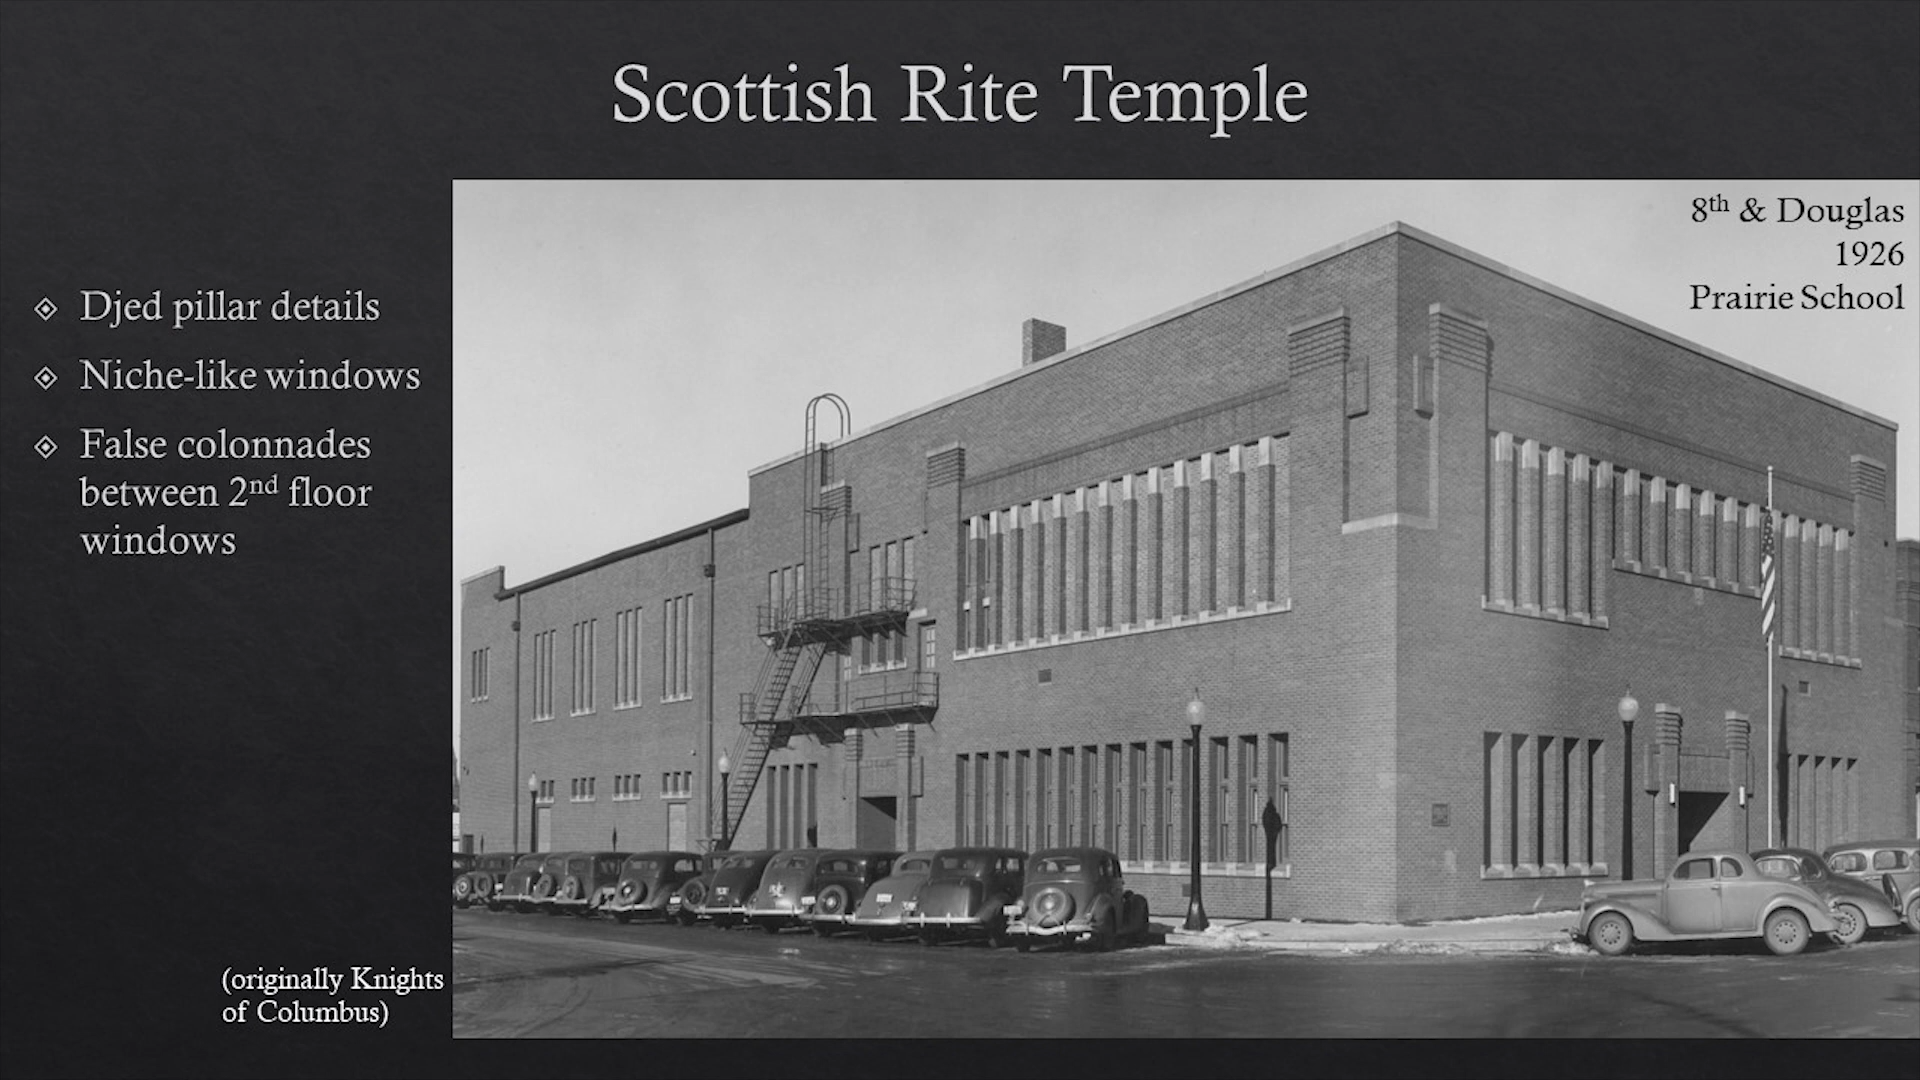 Scottish Rite Temple
8th & Douglas
1926
Prairie School
Djed pillar details
Niche-like windows
False colonnades
between 2nd floor
windows
(originally Knights
of Columbus)